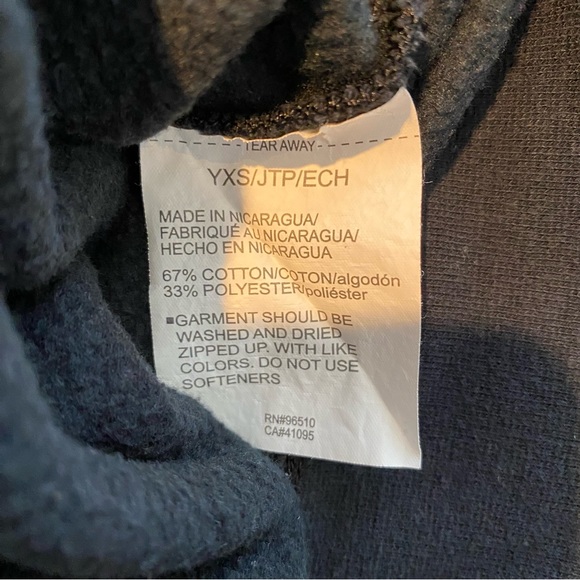 TEAR AWAY
YXS/JTP/ECH
MADE IN NICARAGUA/
FABRIQUÉ AU NICARAGUA/
HECHO EN NICARAGUA
67% COTTON/COTON/algodón
33% POLYESTER/poliéster
▪GARMENT SHOULD BE
WASHED AND DRIED
ZIPPED UP. WITH LIKE
COLORS. DO NOT USE
SOFTENERS
RN#96510
CA#41095